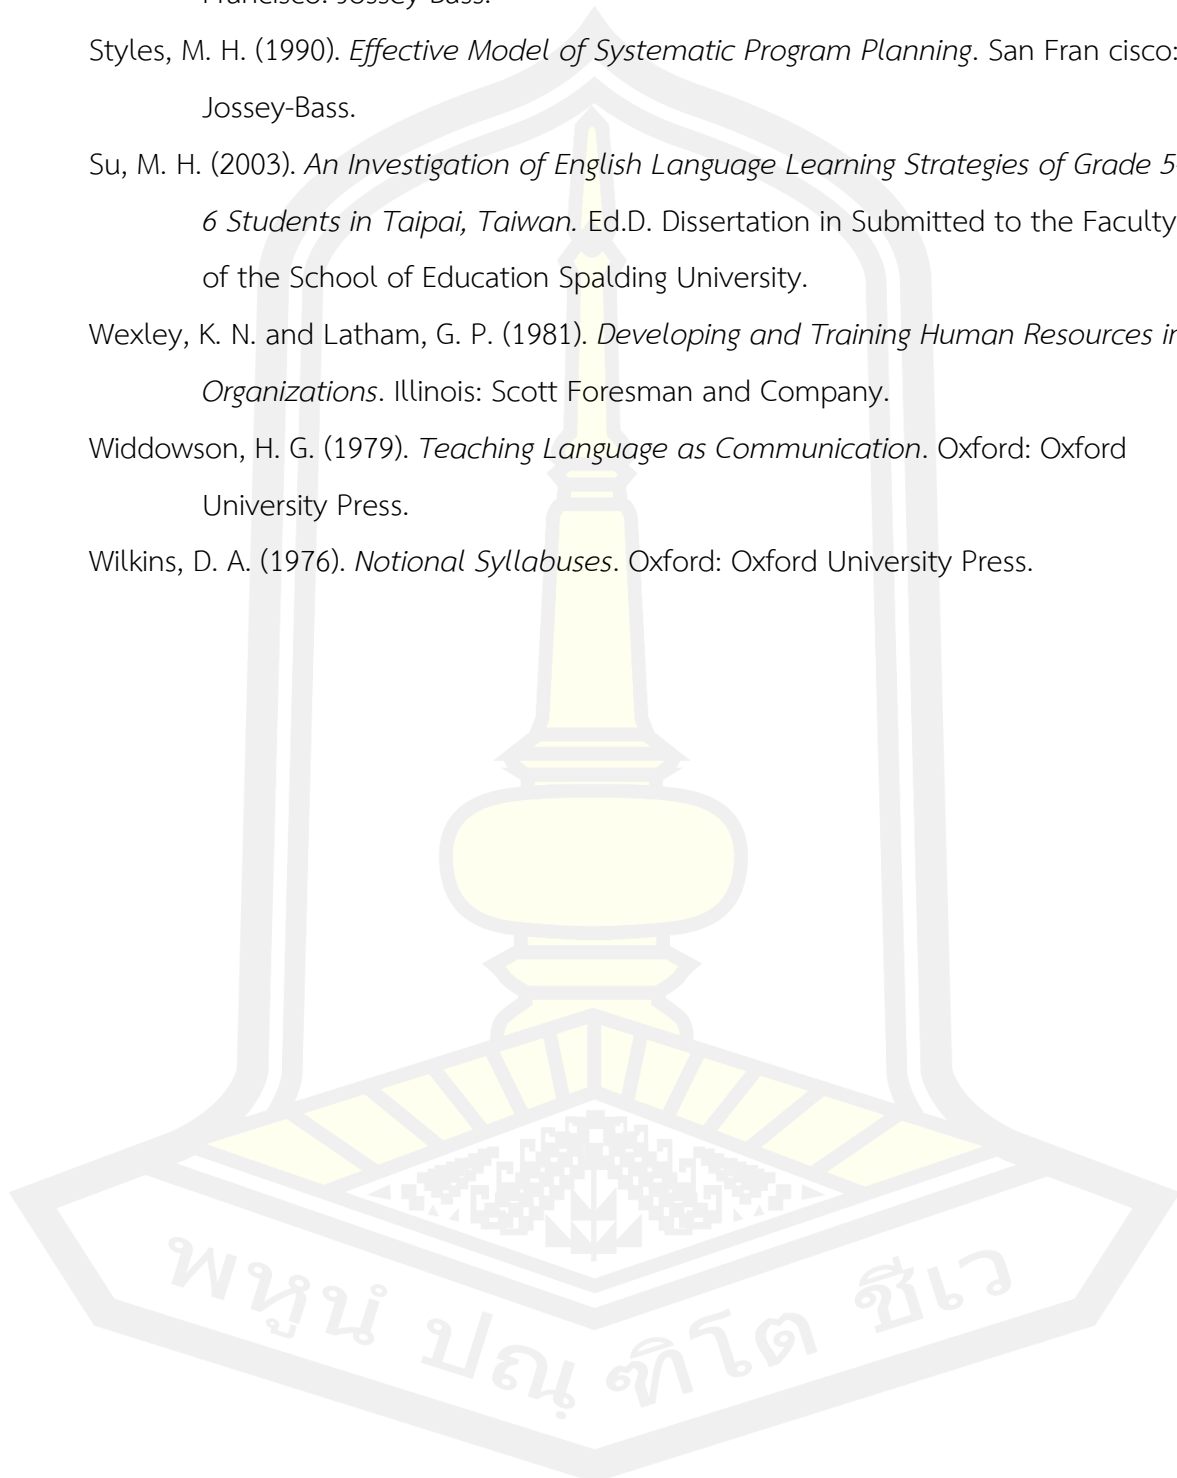 Francisco: Jossey-Bass.
Styles, M. H. (1990). Effective Model of Systematic Program Planning. San Fran cisco:
Jossey-Bass.
Su, M. H. (2003). An Investigation of English Language Learning Strategies of Grade 5-
6 Students in Taipai, Taiwan. Ed.D. Dissertation in Submitted to the Faculty
of the School of Education Spalding University.
Wexley, K. N. and Latham, G. P. (1981). Developing and Training Human Resources in
Organizations. Illinois: Scott Foresman and Company.
Widdowson, H. G. (1979). Teaching Language as Communication. Oxford: Oxford
University Press.
Wilkins, D. A. (1976). Notional Syllabuses. Oxford: Oxford University Press.
พหูนํ ปณฺ ฑิโต ชีเว